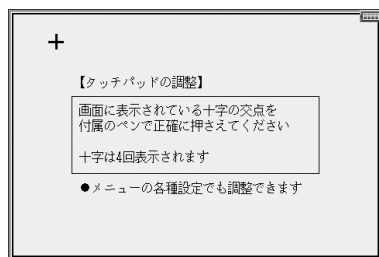 【タッチパッドの調整】
画面に表示されている十字の交点を
付属のペンで正確に押さえてください
十字は4回表示されます
●メニューの各種設定でも調整できます